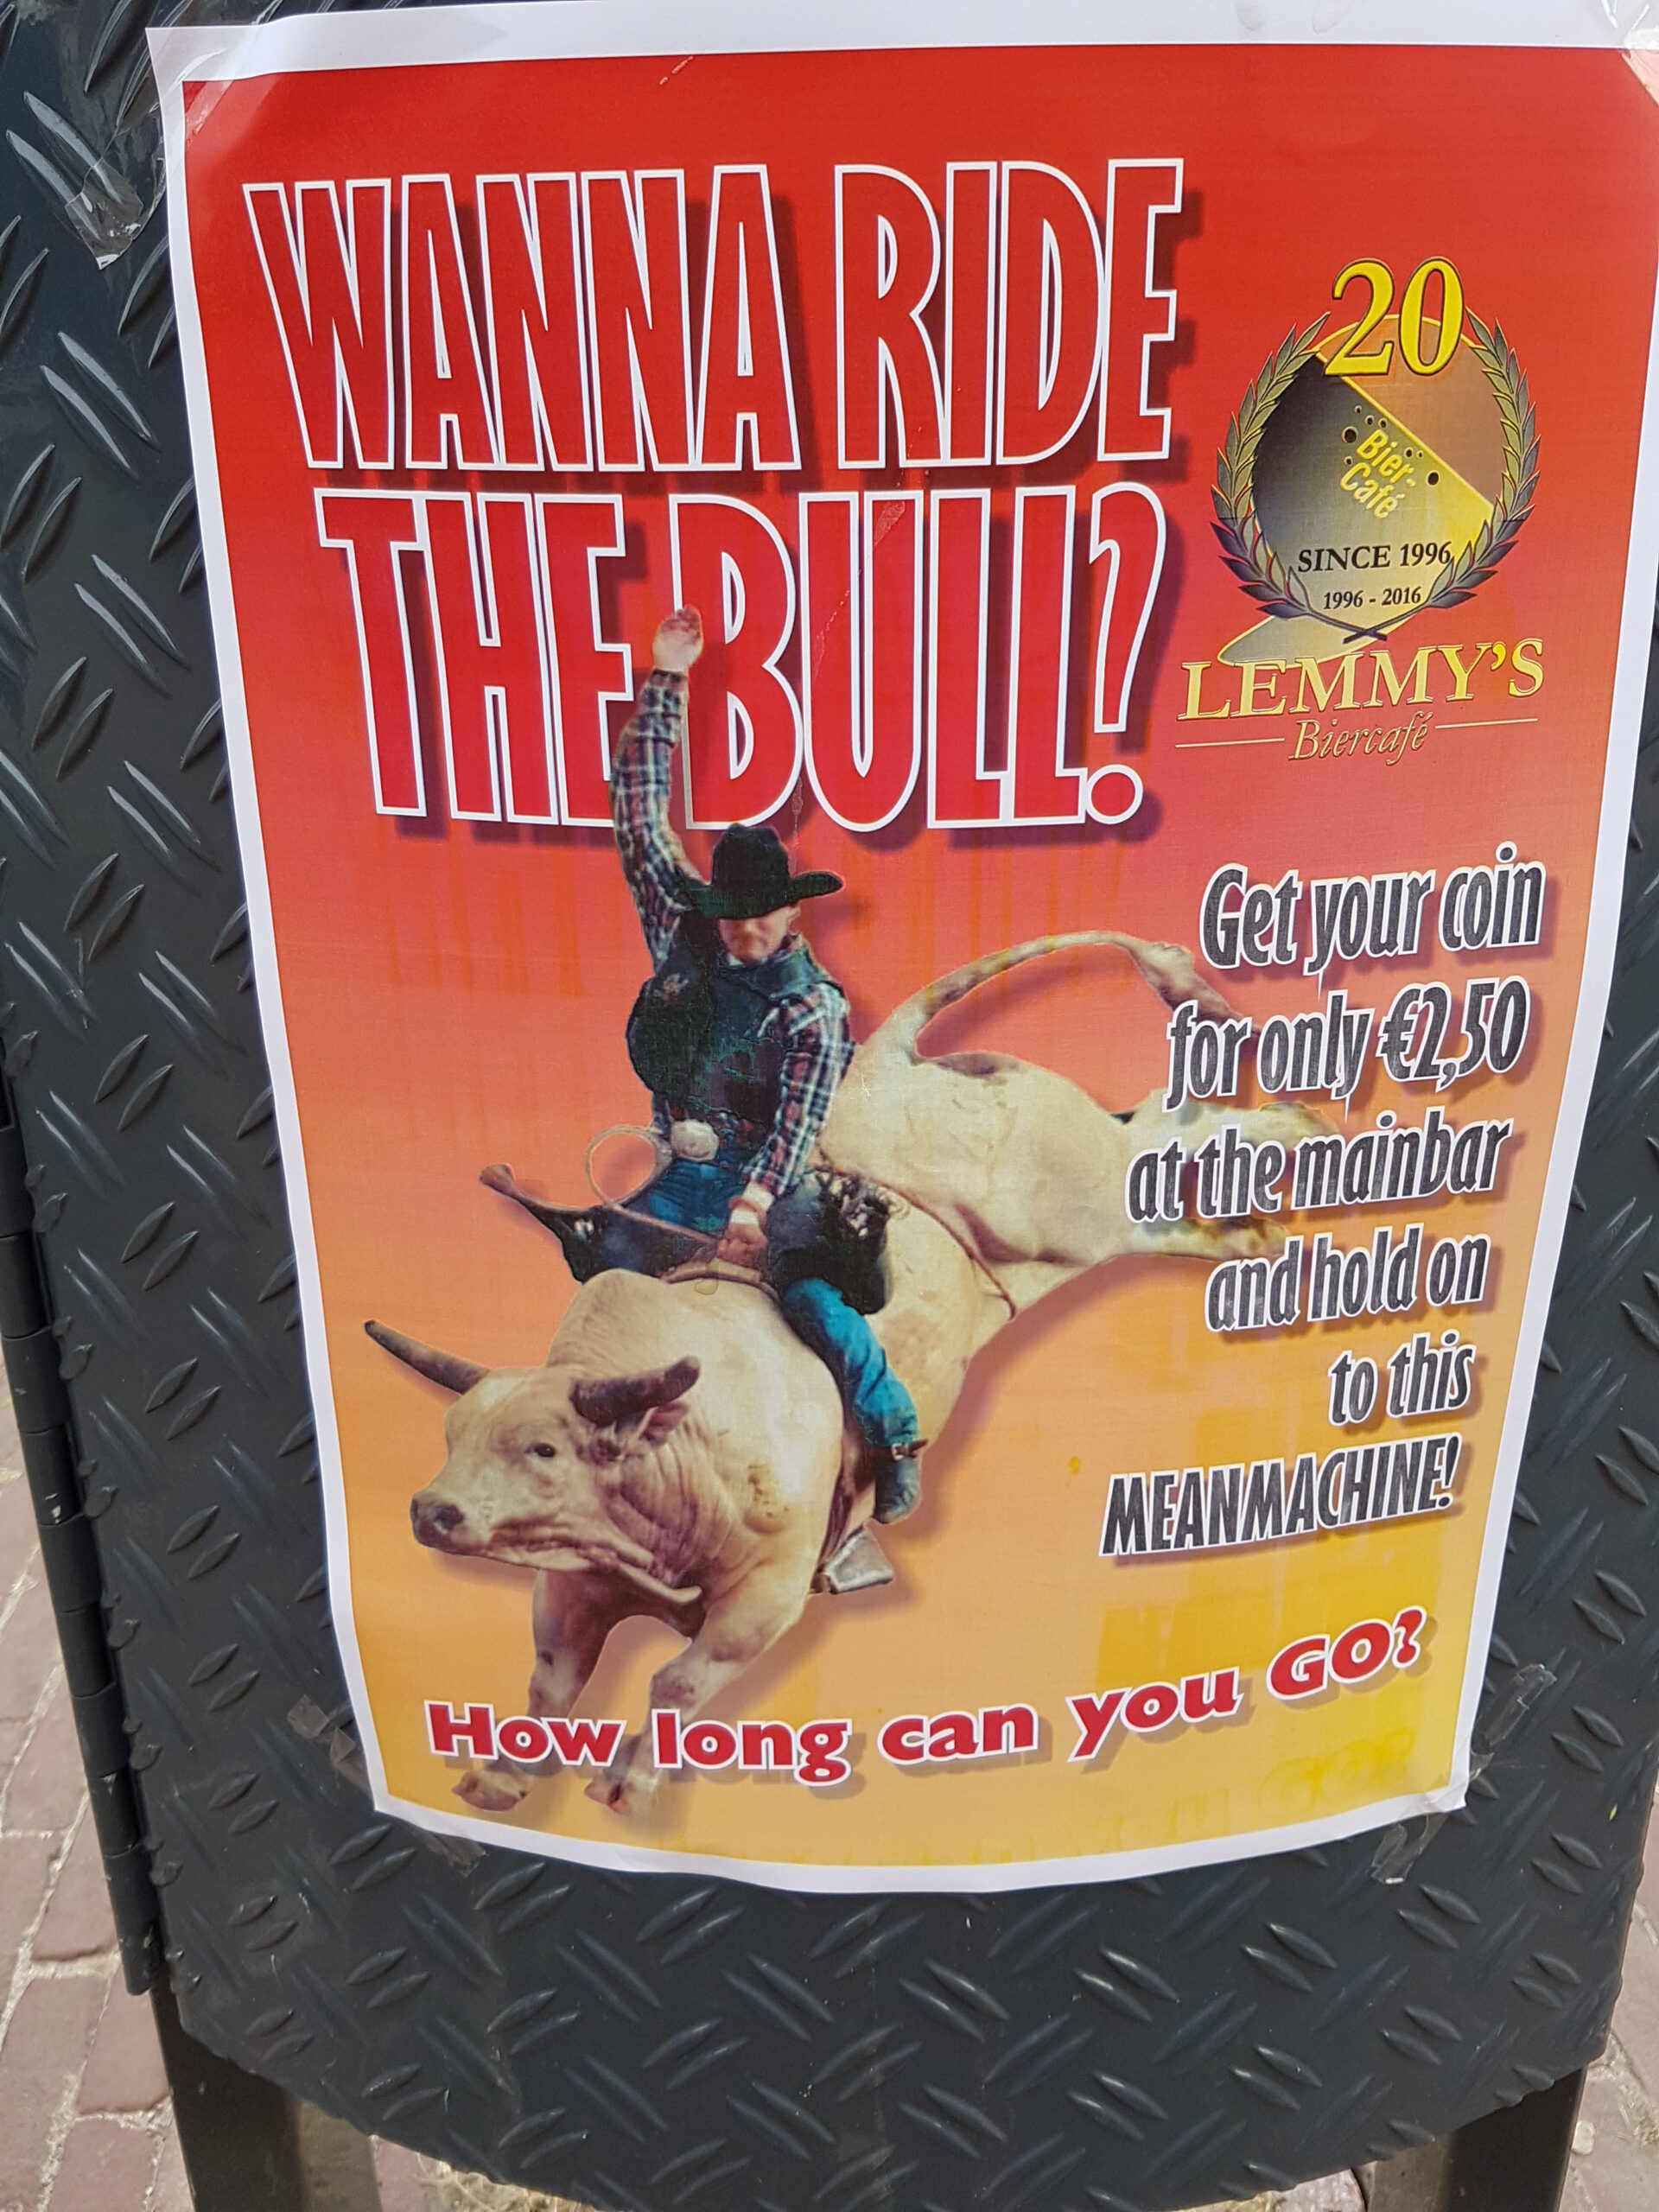 WANNA RIDE
THE BULL?
20
Bier-
Café
SINCE 1996
1996 - 2016
LEMMY'S
Biercafé
Get your coin
for only €2,50
at the mainbar
and hold on
to this
MEANMACHINE!
How long can you GO?